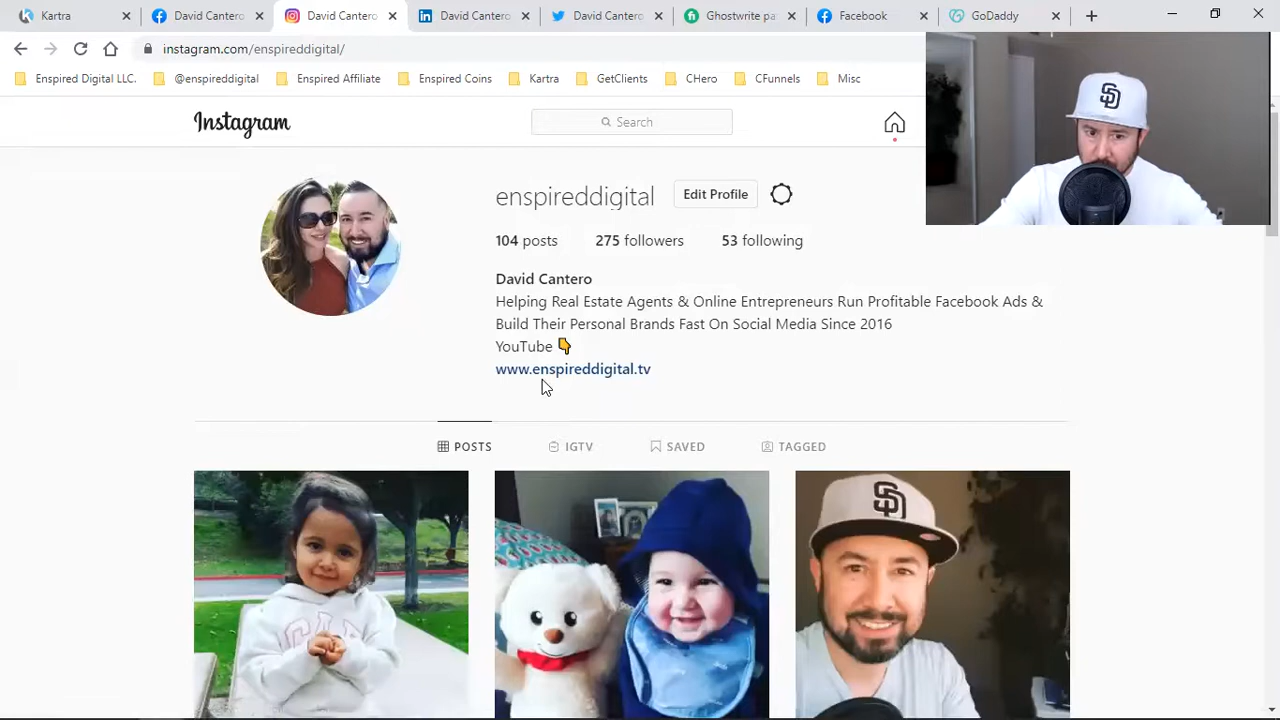 Kartra
David Cantero
David Cantero
David Cantero
David Canter
Ghostwrite pa
Facebook
GoDaddy
instagram.com/enspireddigital/
Enspired Digital LLC.
@enspireddigital
Enspired Affiliate
Enspired Coins
Kartra
GetClients
CHero
CFunnels
Misc
Instagram
Search
enspireddigital
Edit Profile
104 posts
275 followers
53 following
David Cantero
Helping Real Estate Agents & Online Entrepreneurs Run Profitable Facebook Ads &
Build Their Personal Brands Fast On Social Media Since 2016
YouTube 👇
www.enspireddigital.tv
POSTS
IGTV
SAVED
TAGGED
SD
SD
GAP